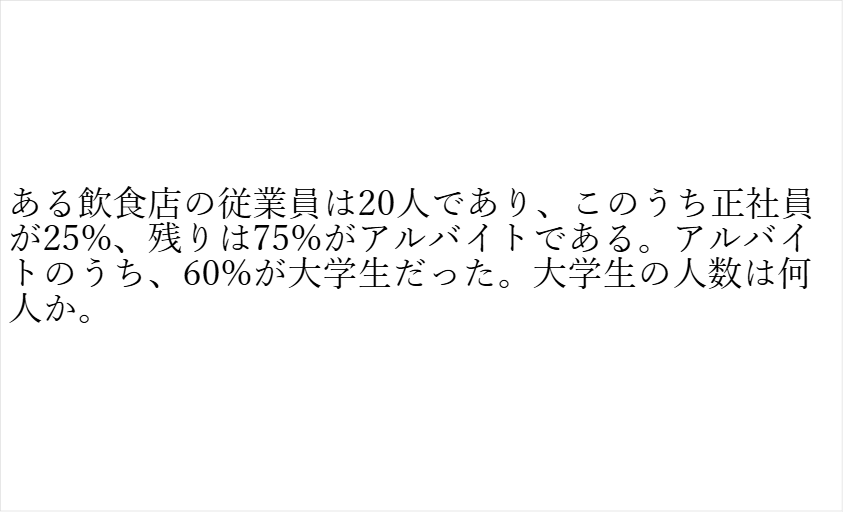 ある飲食店の従業員は20人であり、このうち正社員
が25%、残りは75%がアルバイトである。アルバイ
トのうち、60%が大学生だった。大学生の人数は何
人か。